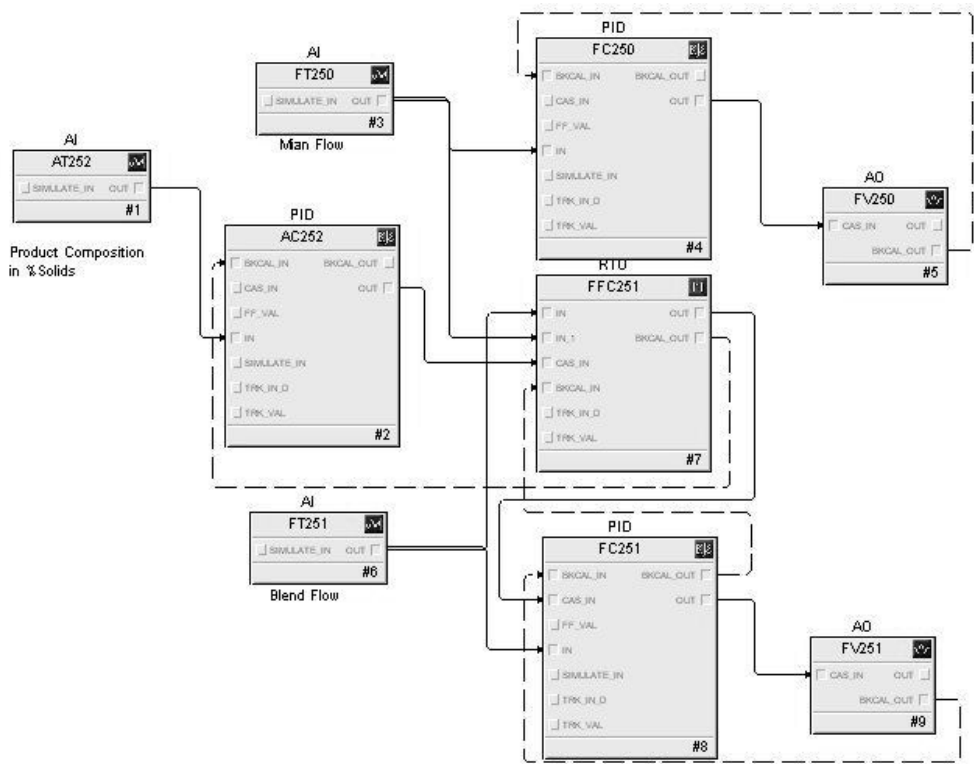 AI
AT252
SIMULATE_IN OUT
#1
Product Composition
in %Solids
AI
FT250
SIMULATE_IN OUT
#3
Mian Flow
PID
AC252
BKCAL_IN BKCAL_OUT
CAS_IN OUT
FF_VAL
IN
SIMULATE_IN
TRK_IN_D
TRK_VAL
#2
AI
FT251
SIMULATE_IN OUT
#6
Blend Flow
PID
FC250
BKCAL_IN BKCAL_OUT
CAS_IN OUT
FF_VAL
IN
SIMULATE_IN
TRK_IN_D
TRK_VAL
#4
RTO
FFC251
IN OUT
IN_1 BKCAL_OUT
CAS_IN
BKCAL_IN
TRK_IN_D
TRK_VAL
#7
PID
FC251
BKCAL_IN BKCAL_OUT
CAS_IN OUT
FF_VAL
IN
SIMULATE_IN
TRK_IN_D
TRK_VAL
#8
AO
FV250
CAS_IN OUT
BKCAL_OUT
#5
AO
FV251
CAS_IN OUT
BKCAL_OUT
#9